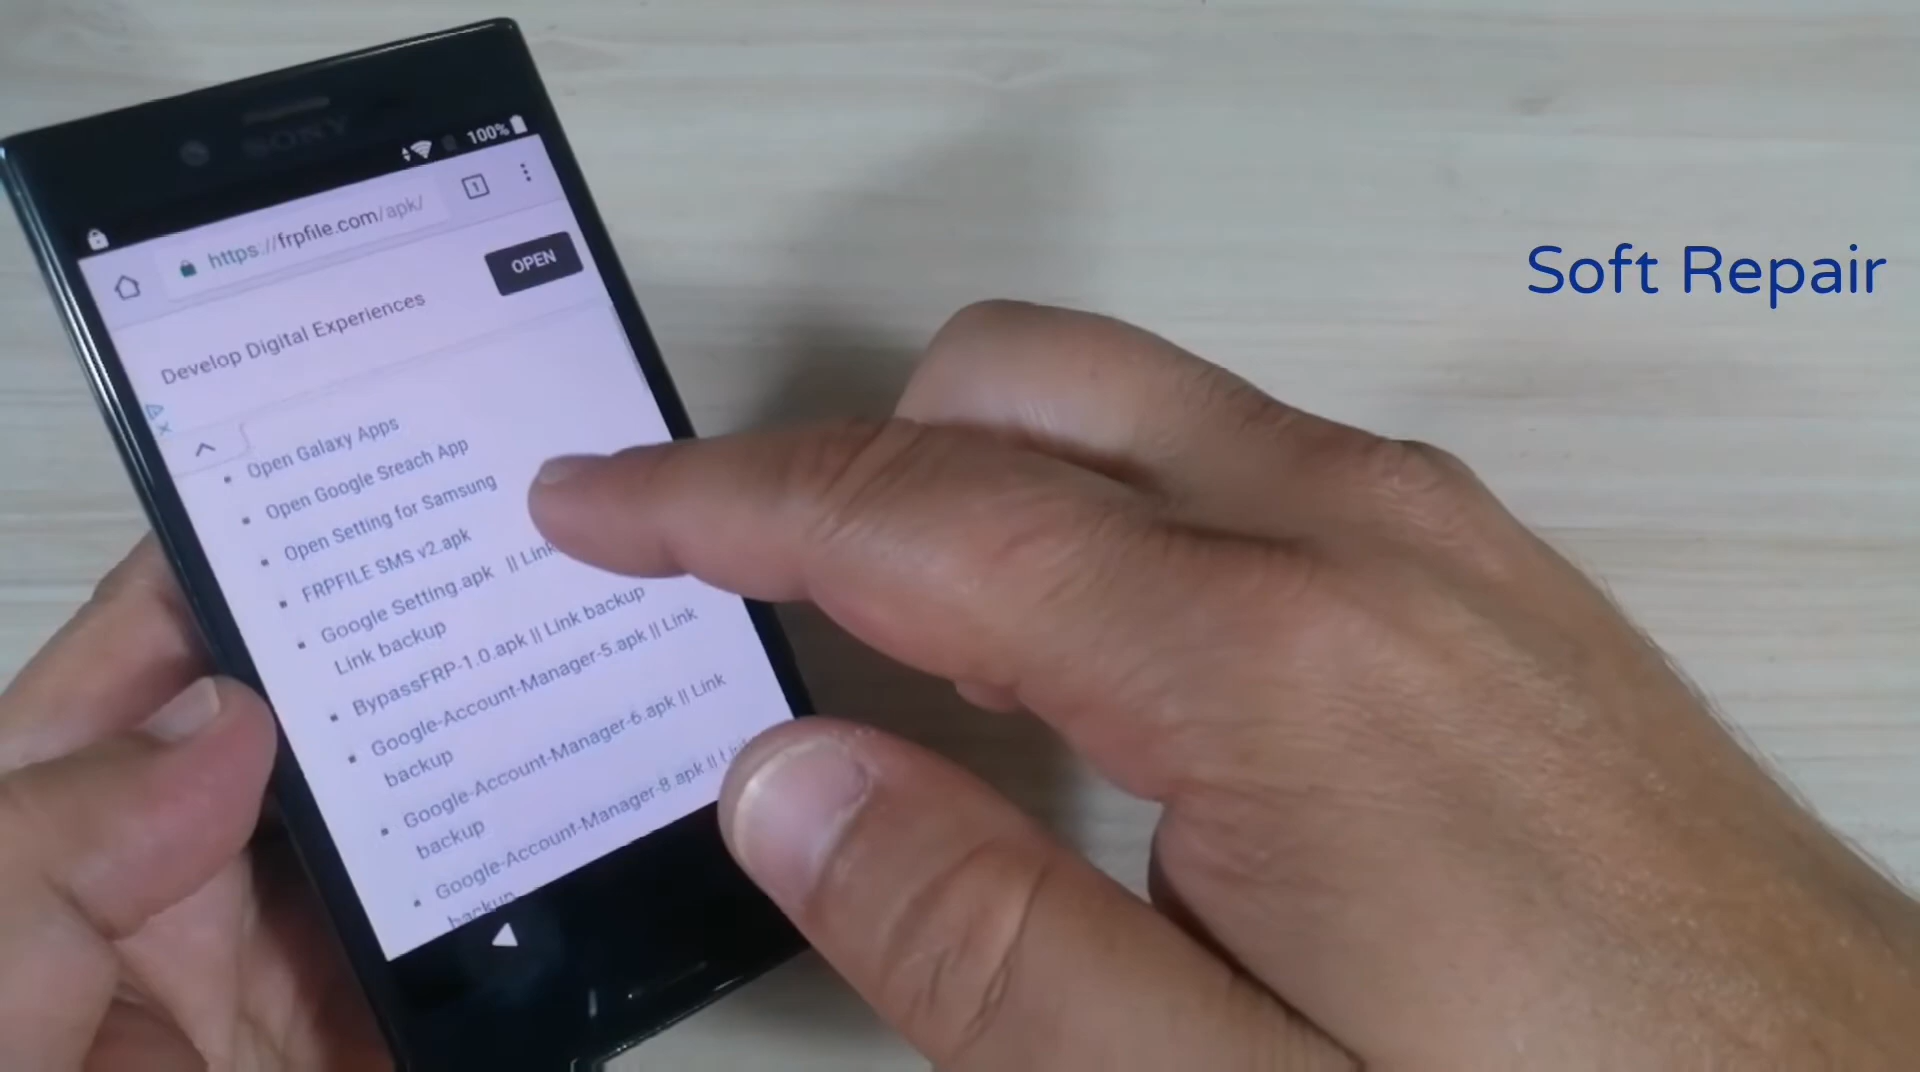 SONY
100%
https://frpfile.com/apk/
1
OPEN
Develop Digital Experiences
Open Galaxy Apps
Open Google Sreach App
Open Setting for Samsung
FRPFILE SMS v2.apk
Google Setting.apk || Link
Link backup
BypassFRP-1.0.apk || Link backup
Google-Account-Manager-5.apk || Link
backup
Google-Account-Manager-6.apk || Link
backup
Google-Account-Manager-8.apk || Link
backup
Soft Repair